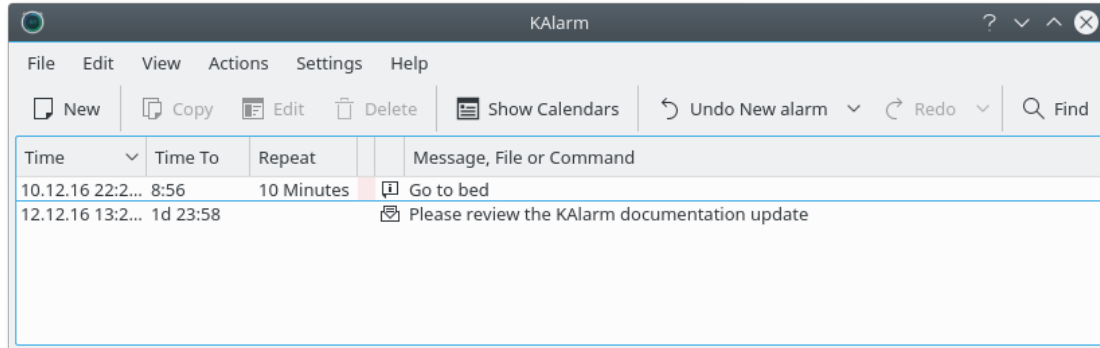 KAlarm
File Edit View Actions Settings Help
New Copy Edit Delete Show Calendars Undo New alarm Redo Find
Time Time To Repeat Message, File or Command
10.12.16 22:2... 8:56 10 Minutes Go to bed
12.12.16 13:2... 1d 23:58 Please review the KAlarm documentation update